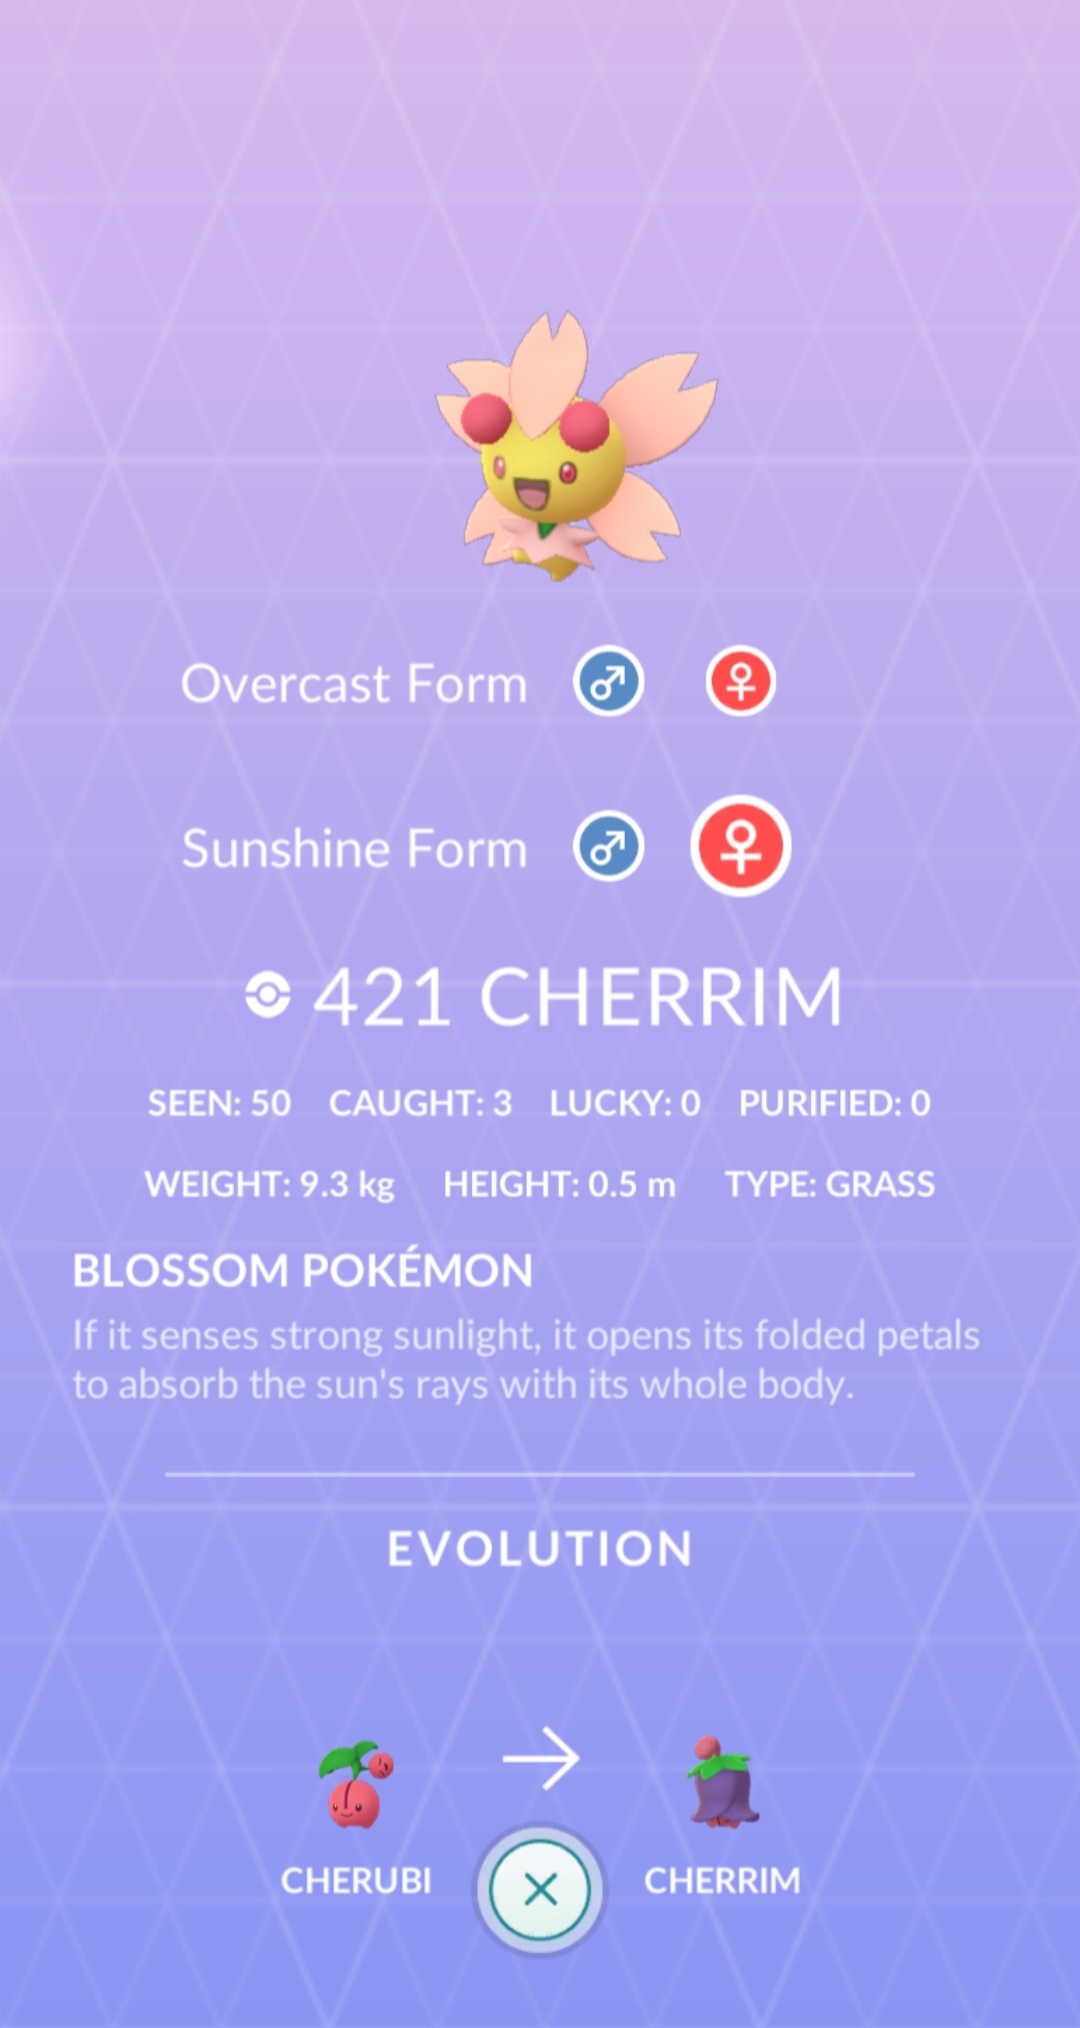 Overcast Form
Sunshine Form
421 CHERRIM
SEEN: 50 CAUGHT: 3 LUCKY: 0 PURIFIED: 0
WEIGHT: 9.3 kg HEIGHT: 0.5 m TYPE: GRASS
BLOSSOM POKÉMON
If it senses strong sunlight, it opens its folded petals
to absorb the sun's rays with its whole body.
EVOLUTION
CHERUBI CHERRIM